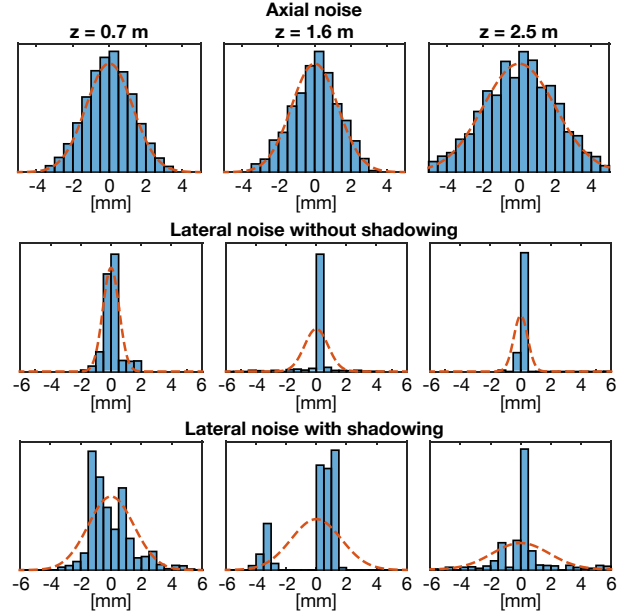 Axial noise
z = 0.7 m z = 1.6 m z = 2.5 m
-4 -2 0 2 4 -4 -2 0 2 4 -4 -2 0 2 4
[mm] [mm] [mm]
Lateral noise without shadowing
-6 -4 -2 0 2 4 6 -6 -4 -2 0 2 4 6 -6 -4 -2 0 2 4 6
[mm] [mm] [mm]
Lateral noise with shadowing
-6 -4 -2 0 2 4 6 -6 -4 -2 0 2 4 6 -6 -4 -2 0 2 4 6
[mm] [mm] [mm]